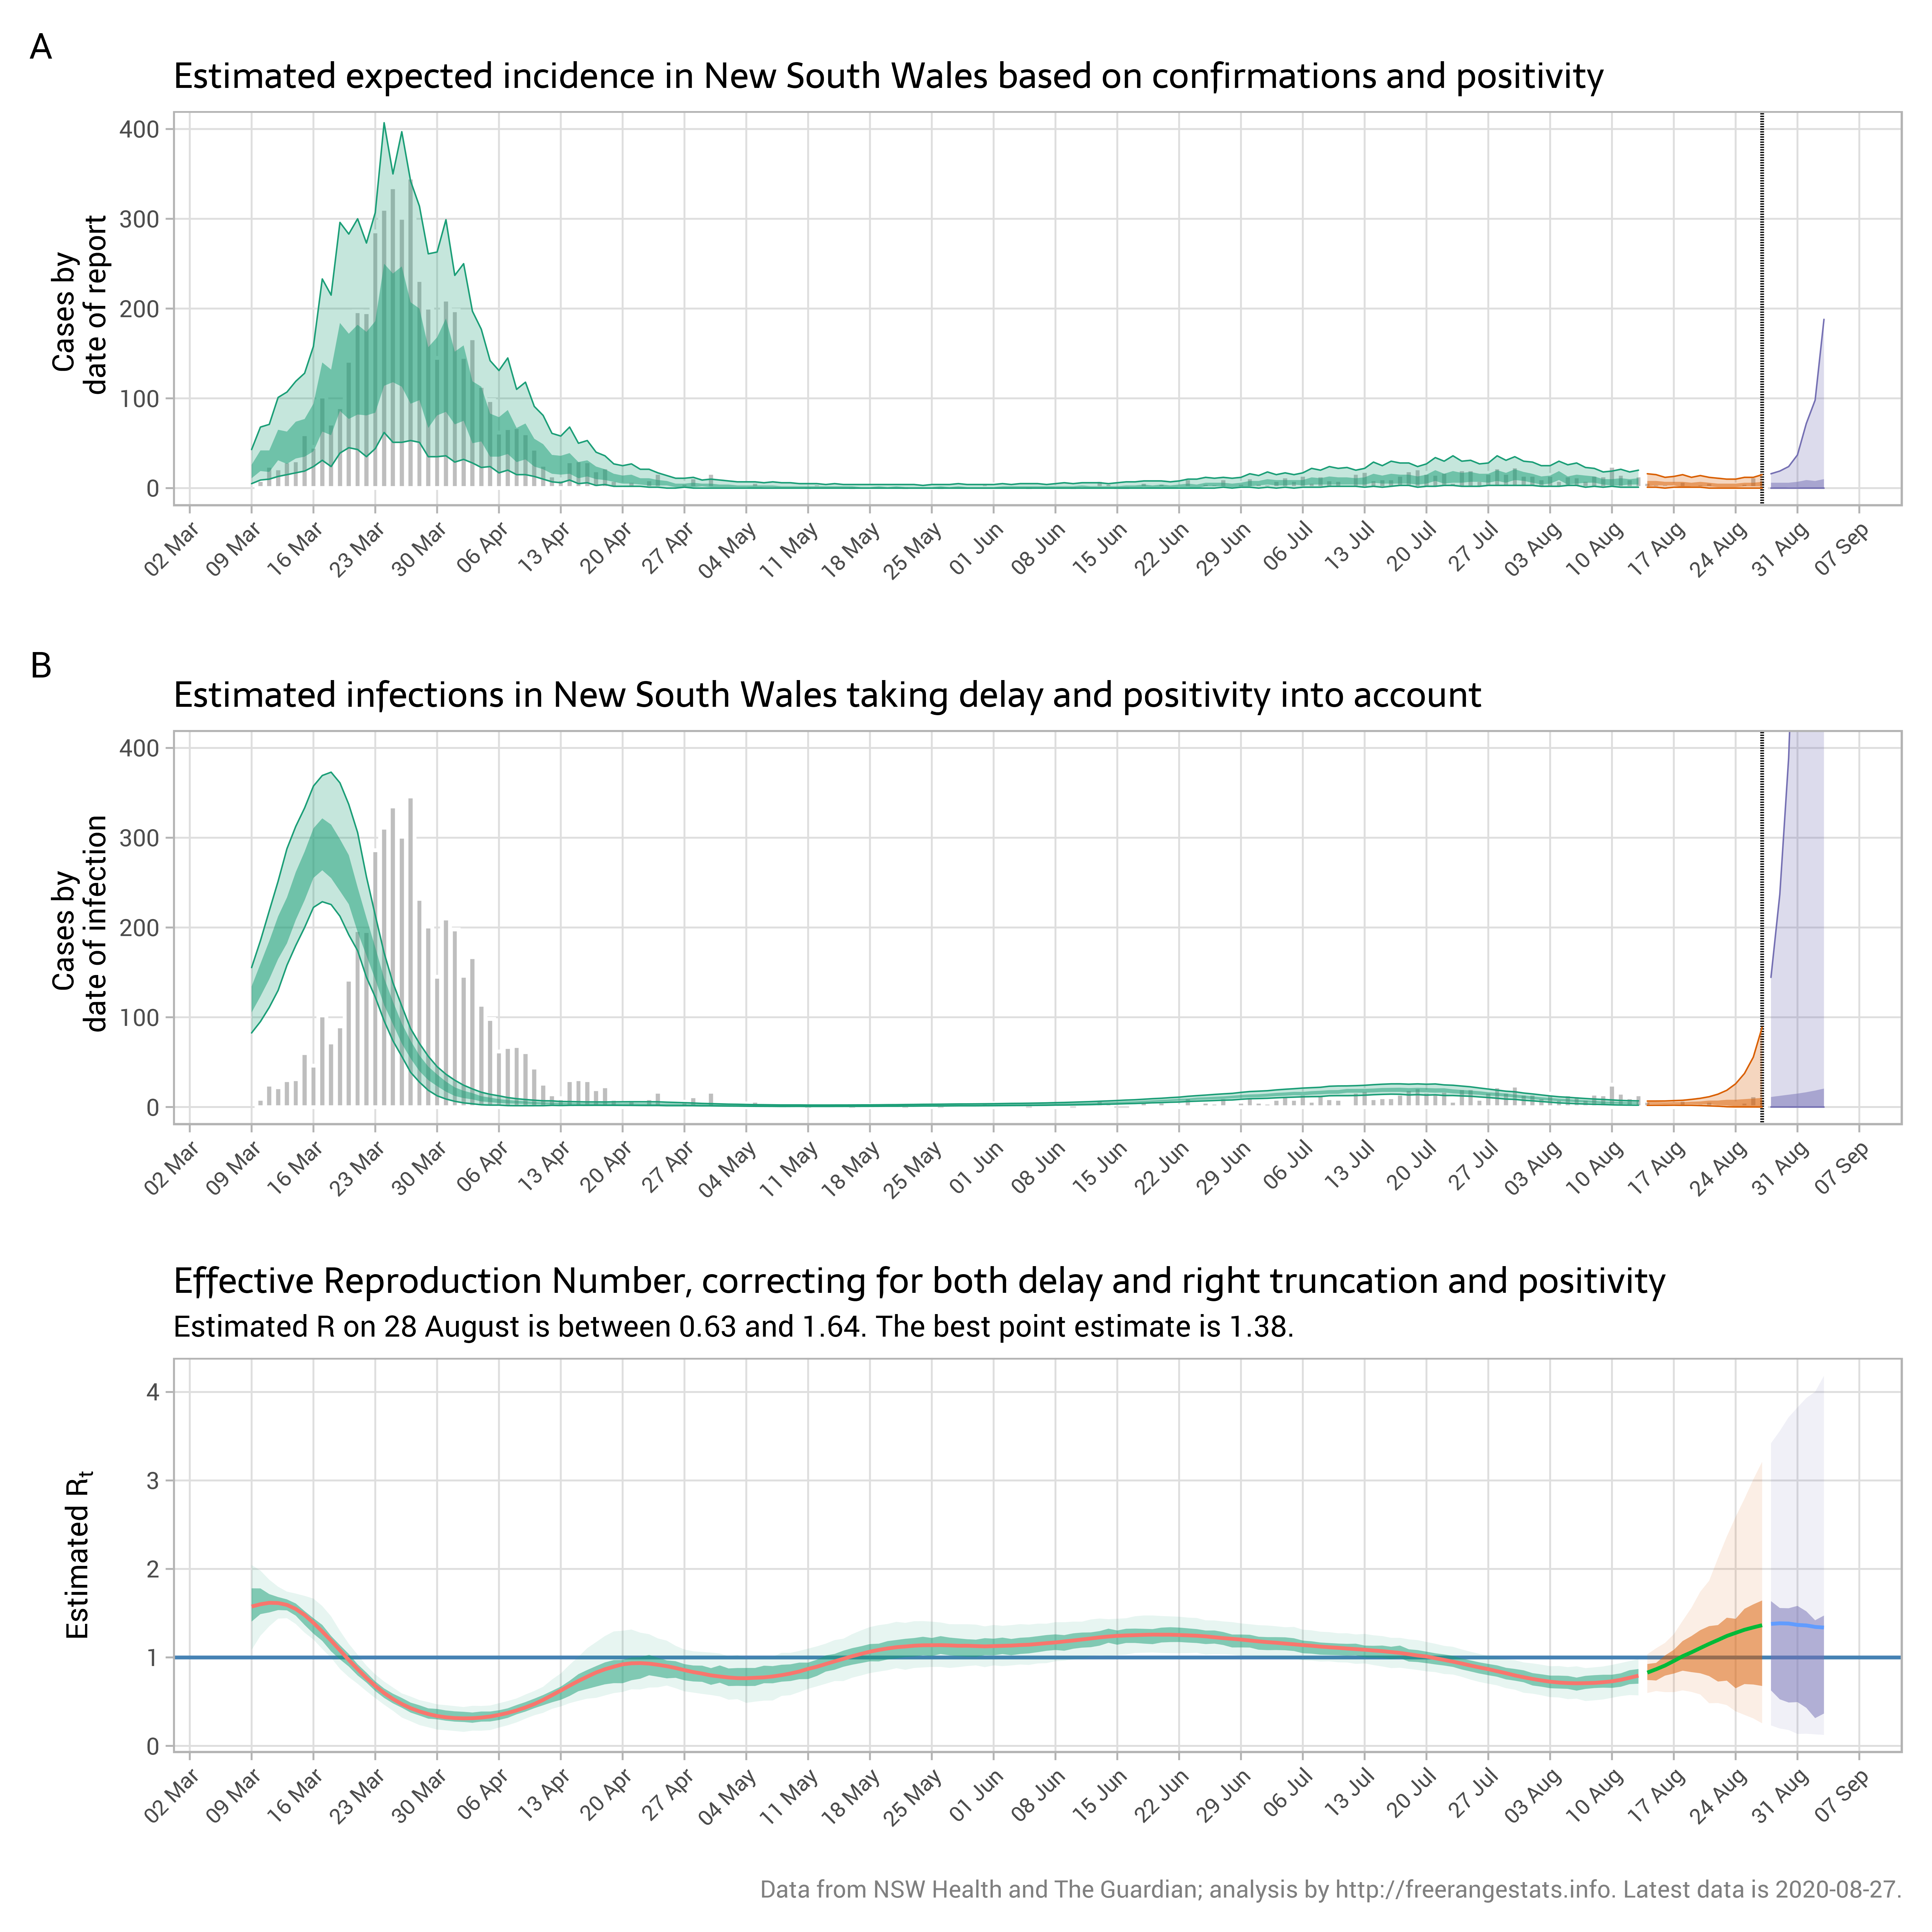 A
Estimated expected incidence in New South Wales based on confirmations and positivity
Cases by
date of report
400
300
200
100
0
02 Mar 09 Mar 16 Mar 23 Mar 30 Mar 06 Apr 13 Apr 20 Apr 27 Apr 04 May 11 May 18 May 25 May 01 Jun 08 Jun 15 Jun 22 Jun 29 Jun 06 Jul 13 Jul 20 Jul 27 Jul 03 Aug 10 Aug 17 Aug 24 Aug 31 Aug 07 Sep
B
Estimated infections in New South Wales taking delay and positivity into account
Cases by
date of infection
400
300
200
100
0
02 Mar 09 Mar 16 Mar 23 Mar 30 Mar 06 Apr 13 Apr 20 Apr 27 Apr 04 May 11 May 18 May 25 May 01 Jun 08 Jun 15 Jun 22 Jun 29 Jun 06 Jul 13 Jul 20 Jul 27 Jul 03 Aug 10 Aug 17 Aug 24 Aug 31 Aug 07 Sep
Effective Reproduction Number, correcting for both delay and right truncation and positivity
Estimated R on 28 August is between 0.63 and 1.64. The best point estimate is 1.38.
Estimated Rt
4
3
2
1
0
02 Mar 09 Mar 16 Mar 23 Mar 30 Mar 06 Apr 13 Apr 20 Apr 27 Apr 04 May 11 May 18 May 25 May 01 Jun 08 Jun 15 Jun 22 Jun 29 Jun 06 Jul 13 Jul 20 Jul 27 Jul 03 Aug 10 Aug 17 Aug 24 Aug 31 Aug 07 Sep
Data from NSW Health and The Guardian; analysis by http://freerangestats.info. Latest data is 2020-08-27.